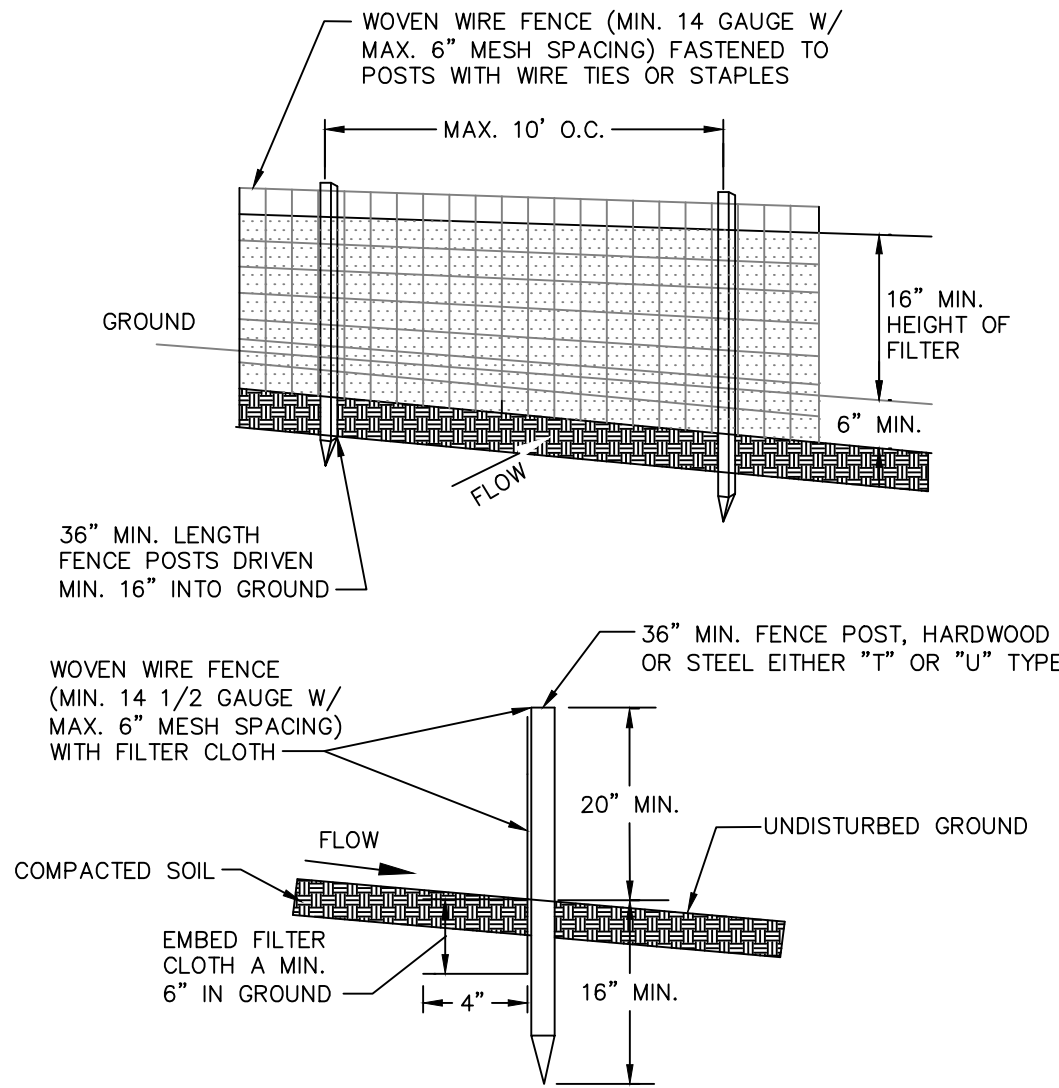 WOVEN WIRE FENCE (MIN. 14 GAUGE W/
MAX. 6” MESH SPACING) FASTENED TO
POSTS WITH WIRE TIES OR STAPLES
MAX. 10’ O.C.
GROUND
16” MIN.
HEIGHT OF
FILTER
6” MIN.
FLOW
36” MIN. LENGTH
FENCE POSTS DRIVEN
MIN. 16” INTO GROUND
36” MIN. FENCE POST, HARDWOOD
OR STEEL EITHER ”T” OR ”U” TYPE
WOVEN WIRE FENCE
(MIN. 14 1/2 GAUGE W/
MAX. 6” MESH SPACING)
WITH FILTER CLOTH
20” MIN.
UNDISTURBED GROUND
FLOW
COMPACTED SOIL
EMBED FILTER
CLOTH A MIN.
6” IN GROUND
4”
16” MIN.